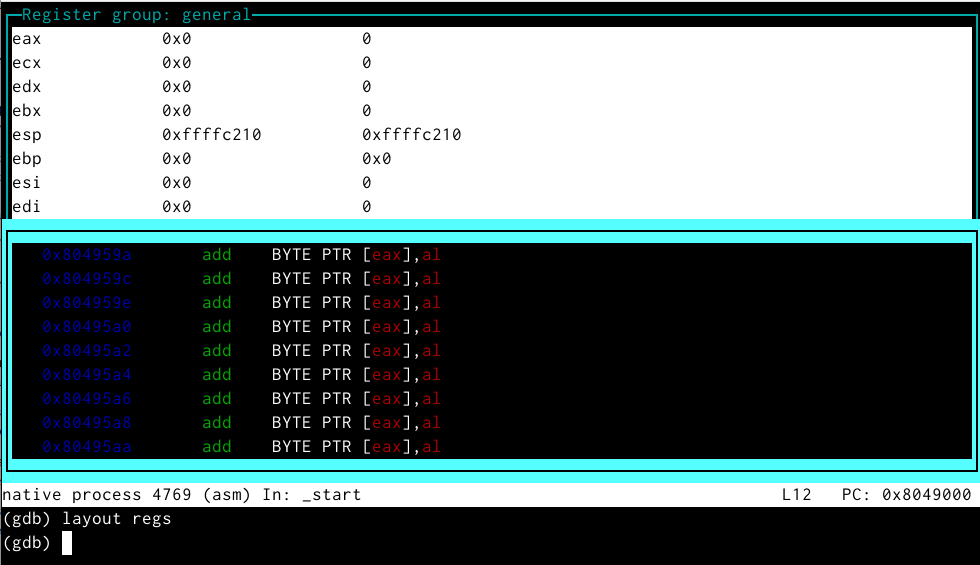 Register group: general
eax 0x0 0
ecx 0x0 0
edx 0x0 0
ebx 0x0 0
esp 0xffffc210 0xffffc210
ebp 0x0 0x0
esi 0x0 0
edi 0x0 0
0x804959a add BYTE PTR [eax],al
0x804959c add BYTE PTR [eax],al
0x804959e add BYTE PTR [eax],al
0x80495a0 add BYTE PTR [eax],al
0x80495a2 add BYTE PTR [eax],al
0x80495a4 add BYTE PTR [eax],al
0x80495a6 add BYTE PTR [eax],al
0x80495a8 add BYTE PTR [eax],al
0x80495aa add BYTE PTR [eax],al
native process 4769 (asm) In: _start L12 PC: 0x8049000
(gdb) layout regs
(gdb)